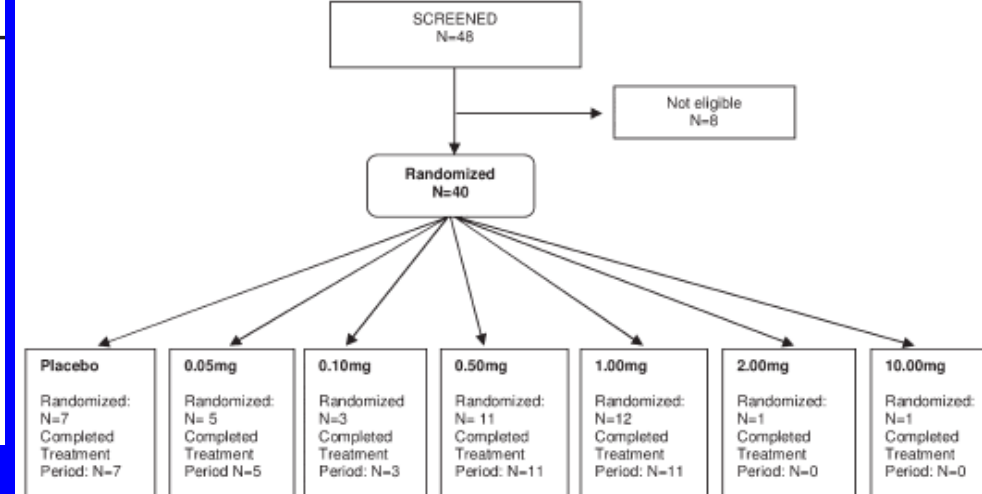 SCREENED
N=48
Not eligible
N=8
Randomized
N=40
Placebo
Randomized:
N=7
Completed
Treatment
Period: N=7
0.05mg
Randomized:
N= 5
Completed
Treatment
Period N=5
0.10mg
Randomized
N=3
Completed
Treatment
Period: N=3
0.50mg
Randomized:
N= 11
Completed
Treatment
Period: N=11
1.00mg
Randomized:
N=12
Completed
Treatment
Period: N=11
2.00mg
Randomized:
N=1
Completed
Treatment
Period: N=0
10.00mg
Randomized:
N=1
Completed
Treatment
Period: N=0